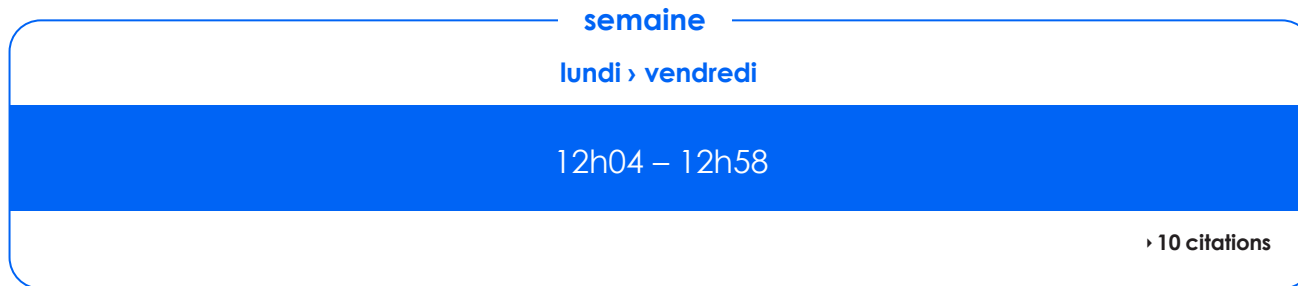 semaine
lundi › vendredi
12h04 – 12h58
‣ 10 citations